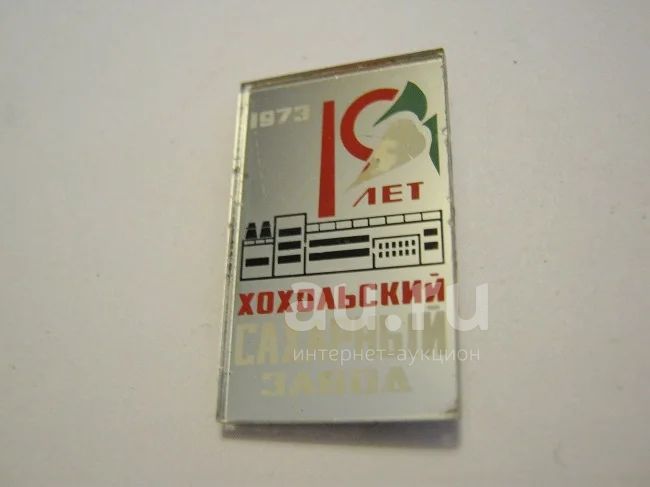 1973
10
ЛЕТ
ХОХОЛЬСКИЙ
САХАРНЫЙ
ЗАВОД
au.ru
интернет-аукцион